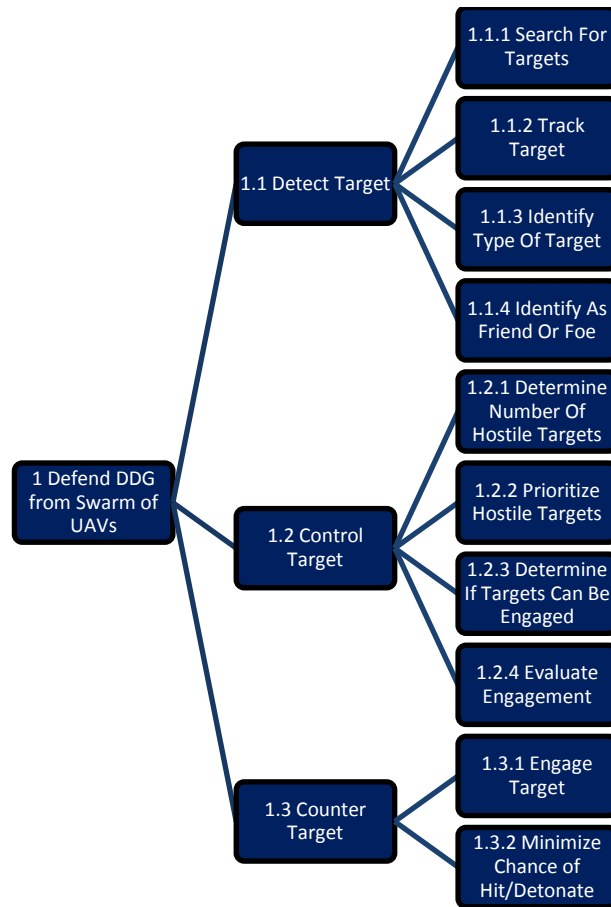 1 Defend DDG
from Swarm of
UAVs
1.1 Detect Target
1.1.1 Search For
Targets
1.1.2 Track
Target
1.1.3 Identify
Type Of Target
1.1.4 Identify As
Friend Or Foe
1.2 Control
Target
1.2.1 Determine
Number Of
Hostile Targets
1.2.2 Prioritize
Hostile Targets
1.2.3 Determine
If Targets Can Be
Engaged
1.2.4 Evaluate
Engagement
1.3 Counter
Target
1.3.1 Engage
Target
1.3.2 Minimize
Chance of
Hit/Detonate